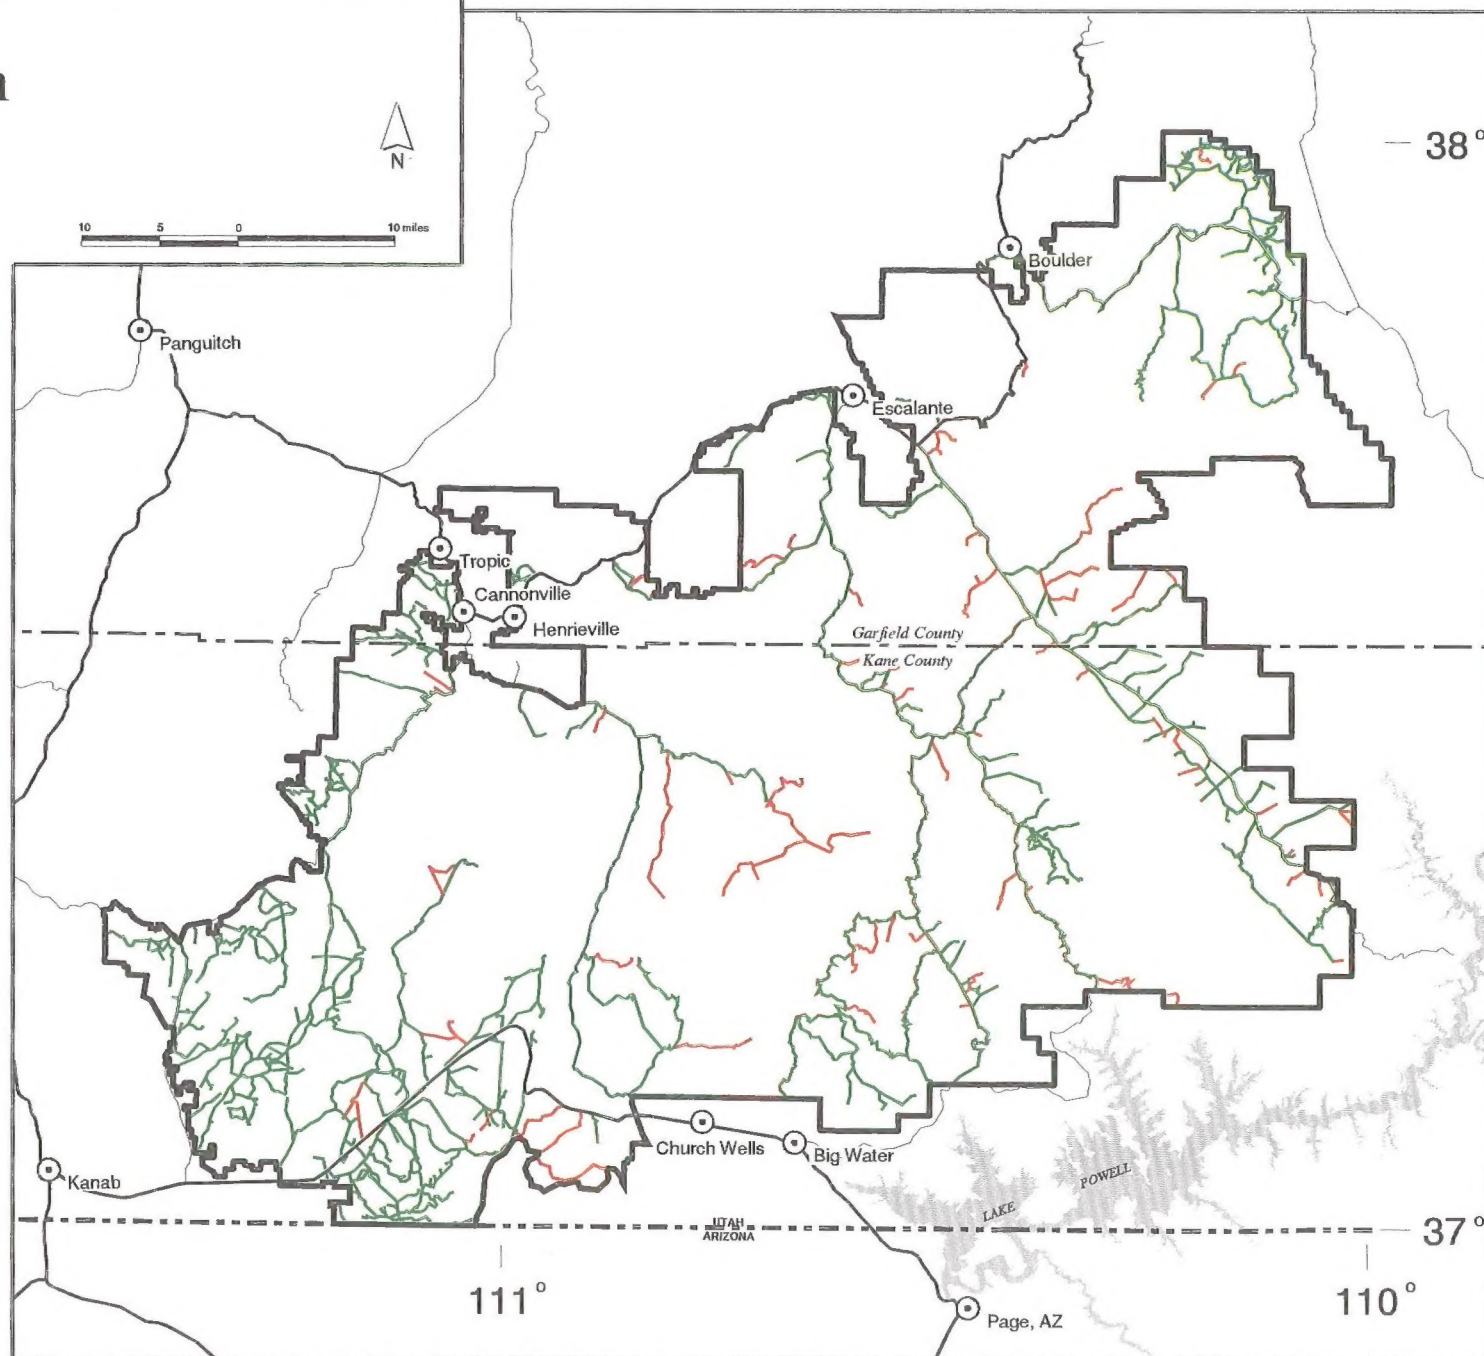 N
10 5 0 10 miles
38°
Boulder
Panguitch
Escalante
Tropic
Cannonville
Henrieville
Garfield County
Kane County
Church Wells
Big Water
Kanab
LAKE POWELL
UTAH
ARIZONA
37°
111°
110°
Page, AZ